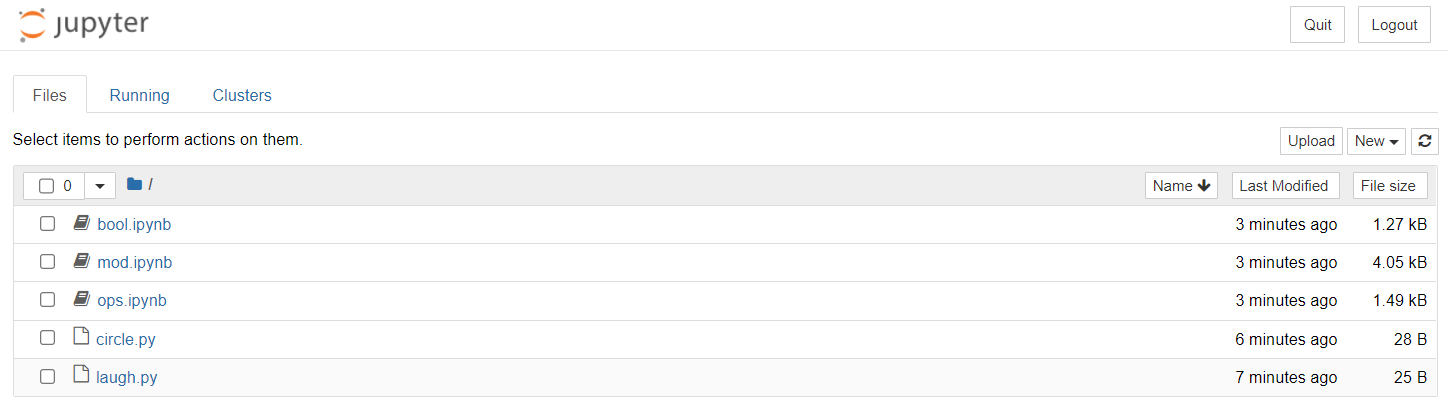 jupyter Quit Logout
Files Running Clusters
Select items to perform actions on them. Upload New
0 / Name Last Modified File size
bool.ipynb 3 minutes ago 1.27 kB
mod.ipynb 3 minutes ago 4.05 kB
ops.ipynb 3 minutes ago 1.49 kB
circle.py 6 minutes ago 28 B
laugh.py 7 minutes ago 25 B